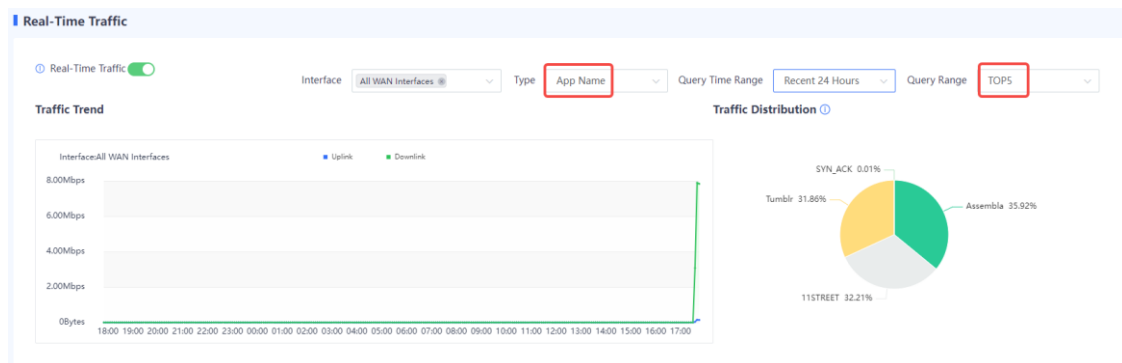 Real-Time Traffic
Real-Time Traffic
Interface All WAN Interfaces Type App Name Query Time Range Recent 24 Hours Query Range TOP5
Traffic Trend
Traffic Distribution
Interface:All WAN Interfaces Uplink Downlink
8.00Mbps
6.00Mbps
4.00Mbps
2.00Mbps
0Bytes
18:00 19:00 20:00 21:00 22:00 23:00 00:00 01:00 02:00 03:00 04:00 05:00 06:00 07:00 08:00 09:00 10:00 11:00 12:00 13:00 14:00 15:00 16:00 17:00
SYN_ACK 0.01%
Tumblr 31.86%
Assembla 35.92%
11STREET 32.21%